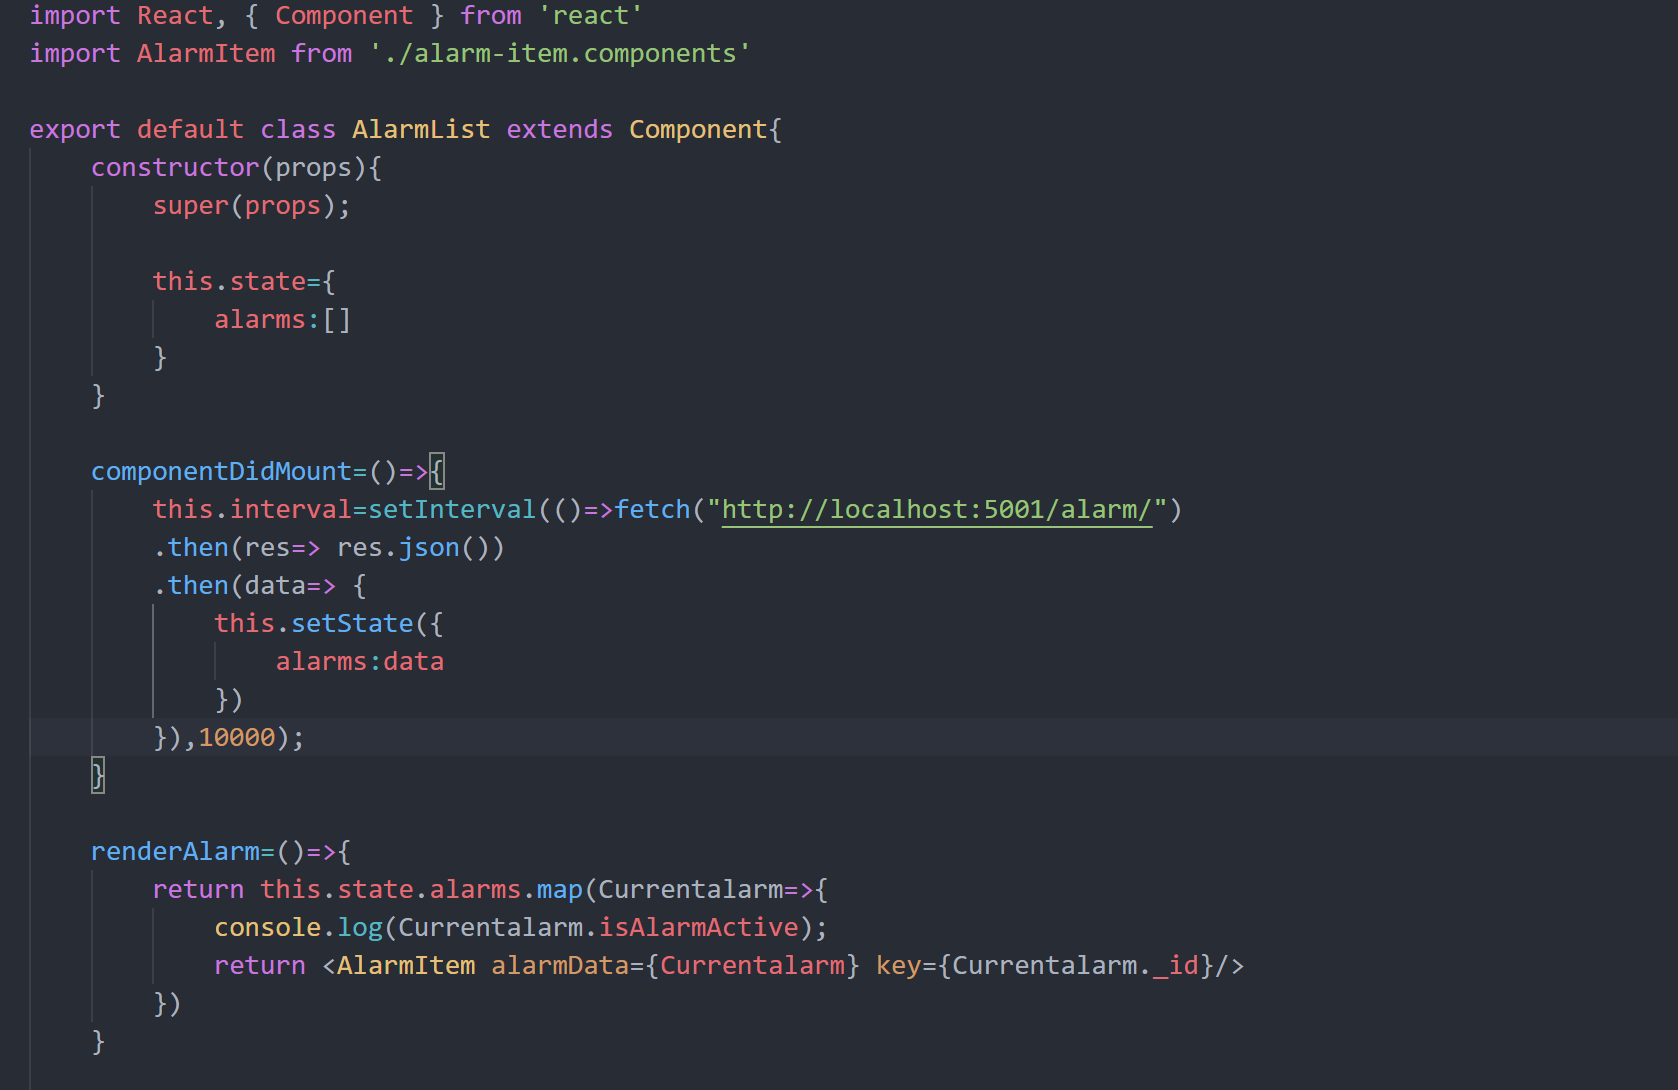 import React, { Component } from 'react'
import AlarmItem from './alarm-item.components'
export default class AlarmList extends Component{
constructor(props){
super(props);
this.state={
alarms:[]
}
}
componentDidMount=()=>{
this.interval=setInterval(()=>fetch("http://localhost:5001/alarm/")
.then(res=> res.json())
.then(data=> {
this.setState({
alarms:data
})
}),10000);
}
renderAlarm=()=>{
return this.state.alarms.map(Currentalarm=>{
console.log(Currentalarm.isAlarmActive);
return <AlarmItem alarmData={Currentalarm} key={Currentalarm._id}/>
})
}